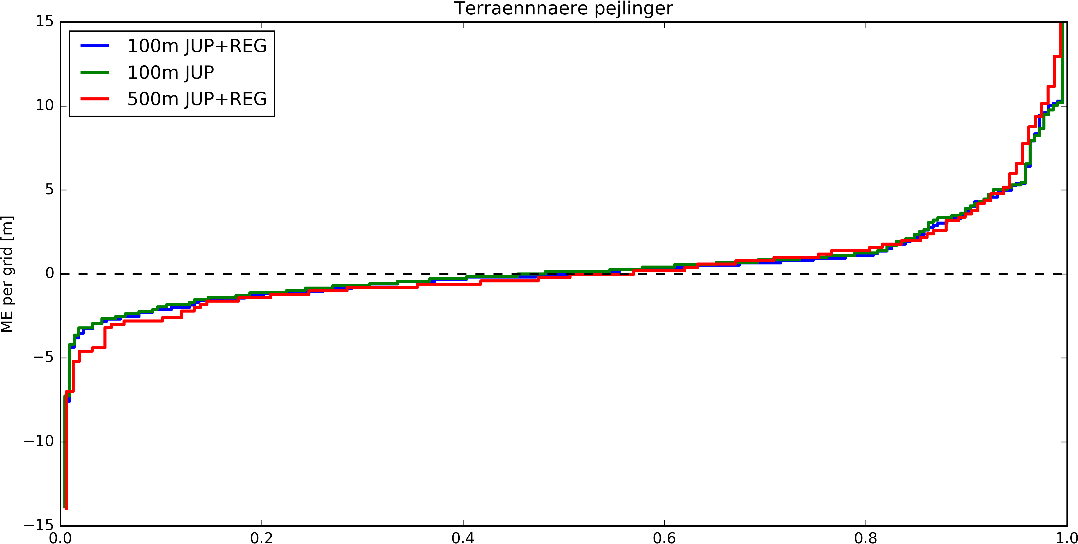 Terraennnaere pejlinger
15
100m JUP+REG
100m JUP
500m JUP+REG
10
5
0
−5
−10
−15
ME per grid [m]
0.0 0.2 0.4 0.6 0.8 1.0